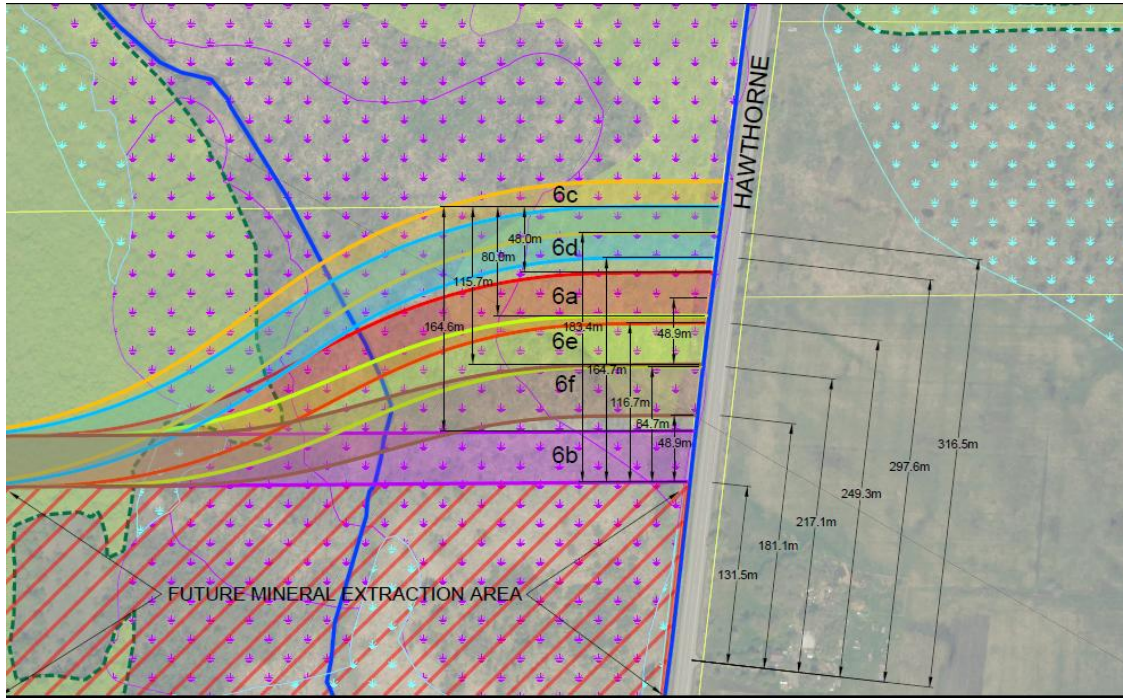 HAWTHORNE
6c
48.0m
6d
80.0m
115.7m
6a
164.6m
183.4m
48.9m
6e
164.7m
6f
116.7m
84.7m
48.9m
6b
316.5m
297.6m
249.3m
217.1m
181.1m
131.5m
FUTURE MINERAL EXTRACTION AREA